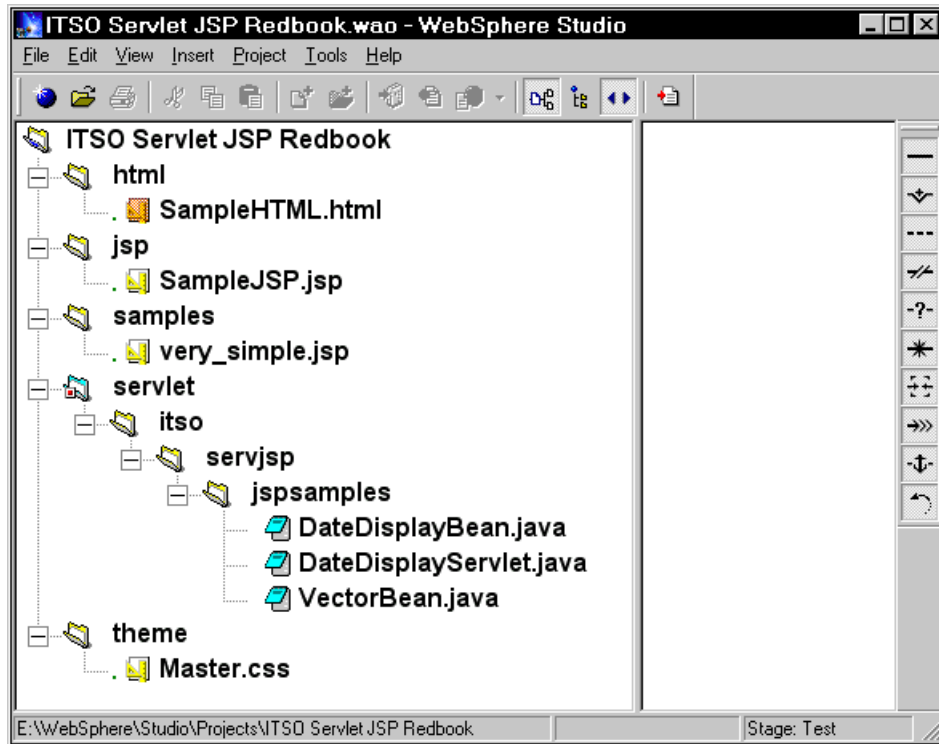 ITSO Servlet JSP Redbook.wao - WebSphere Studio
File Edit View Insert Project Tools Help
ITSO Servlet JSP Redbook
html
SampleHTML.html
jsp
SampleJSP.jsp
samples
very_simple.jsp
servlet
itso
servjsp
jspsamples
DateDisplayBean.java
DateDisplayServlet.java
VectorBean.java
theme
Master.css
E:\WebSphere\Studio\Projects\ITSO Servlet JSP Redbook Stage: Test